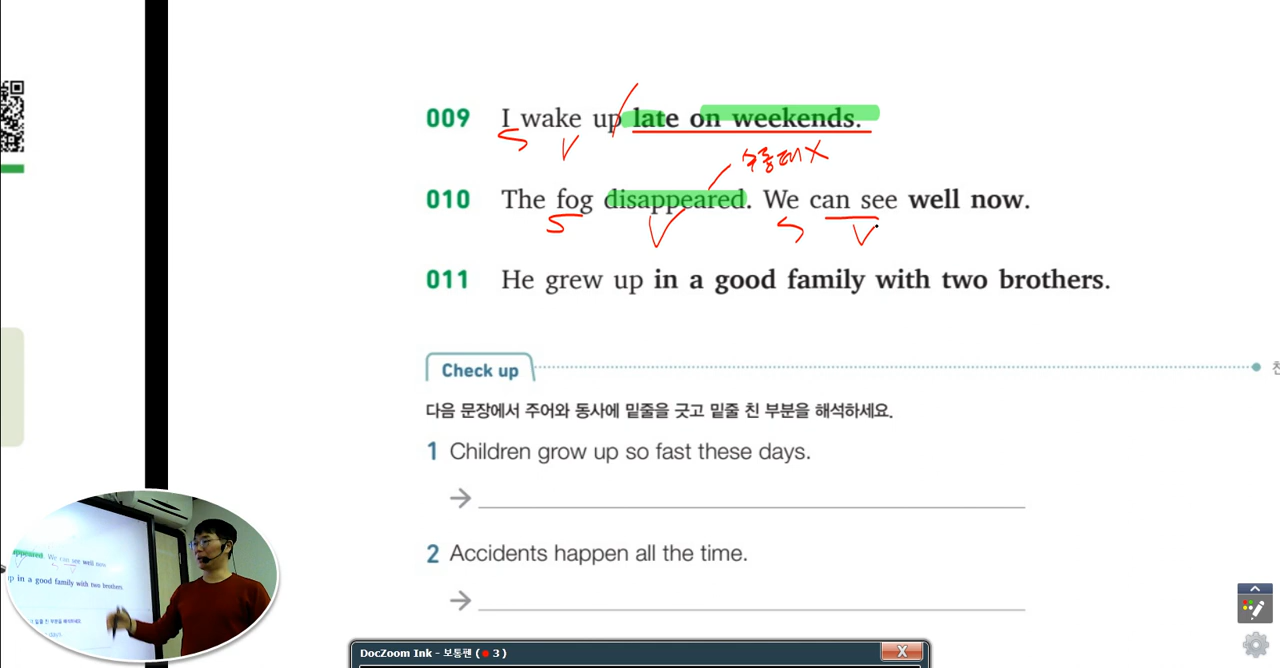 009 I wake up late on weekends.
S V
수동태 X
010 The fog disappeared. We can see well now.
S V S V
011 He grew up in a good family with two brothers.
Check up
다음 문장에서 주어와 동사에 밑줄을 긋고 밑줄 친 부분을 해석하세요.
1 Children grow up so fast these days.
→
2 Accidents happen all the time.
→
DocZoom Ink - 보통펜 ( 3 )
X